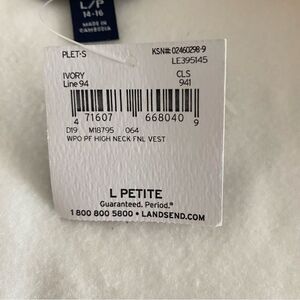 L/P
14-16
MADE IN
CAMBODIA
PLET-S
KSN#: 02460298-9
LE395145
IVORY
CLS
Line 94
941
4 71607 668040 9
D19 M18795 064
WPO PF HIGH NECK FNL VEST
L PETITE
Guaranteed. Period.®
1 800 800 5800 • LANDSEND.COM